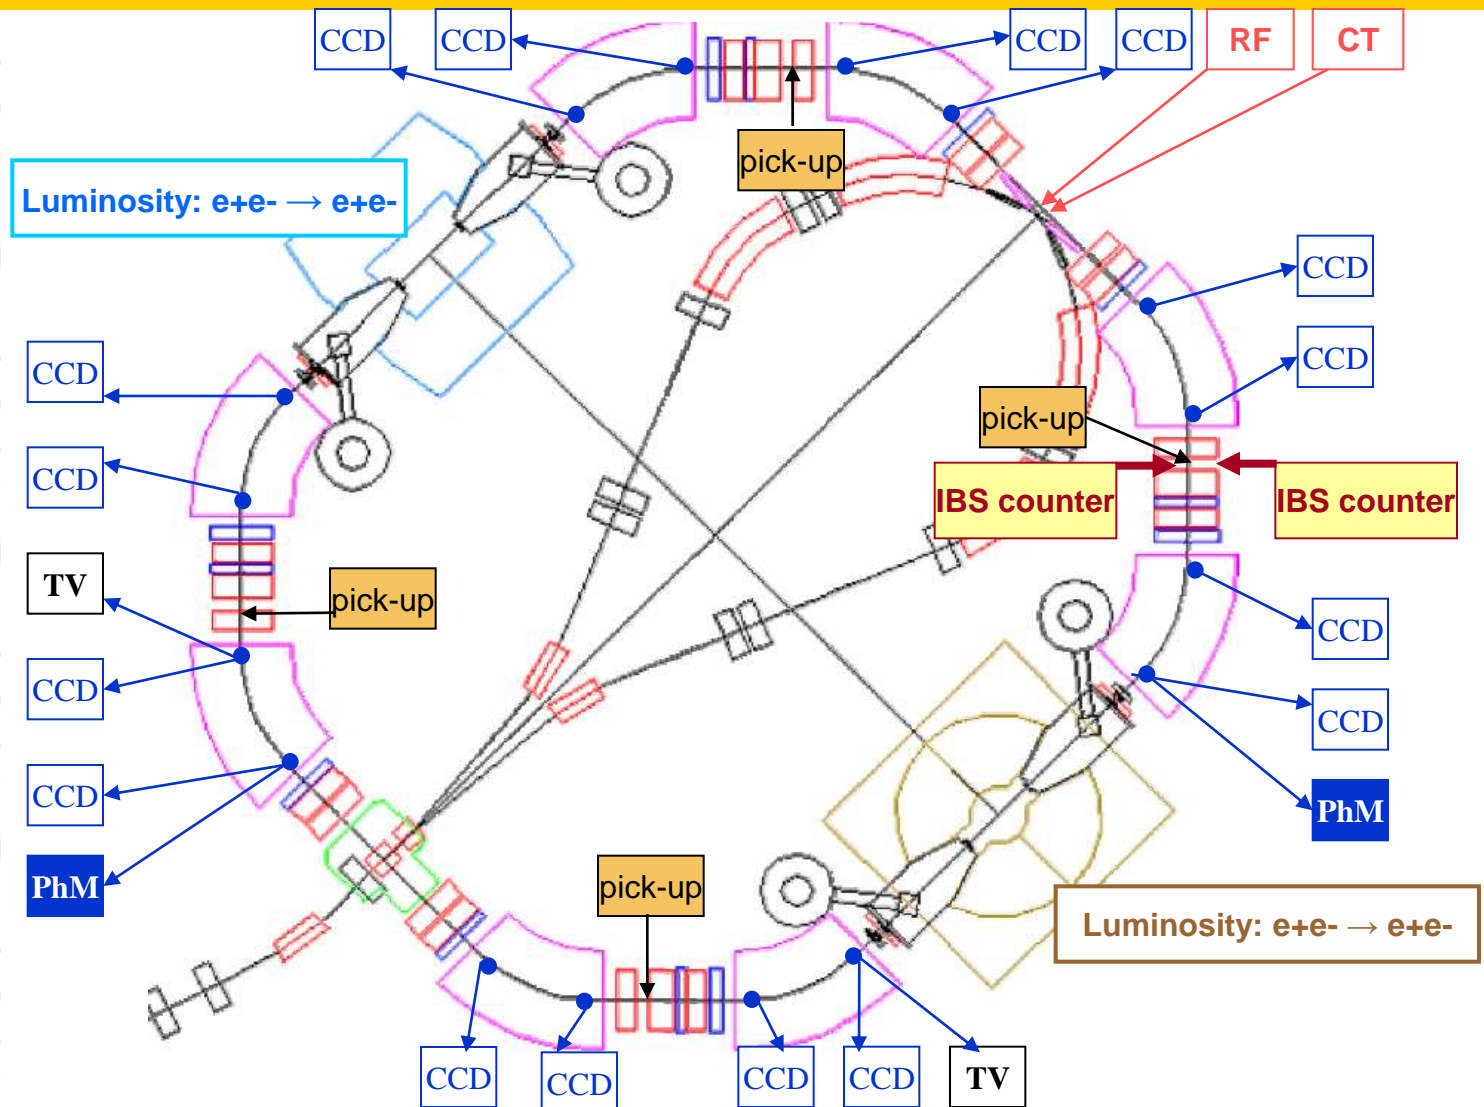 CCD CCD CCD CCD RF CT
pick-up
Luminosity: e+e- → e+e-
CCD
CCD CCD
pick-up
CCD
IBS counter IBS counter
TV pick-up
CCD
CCD CCD
CCD PhM
PhM pick-up
Luminosity: e+e- → e+e-
CCD CCD CCD CCD TV